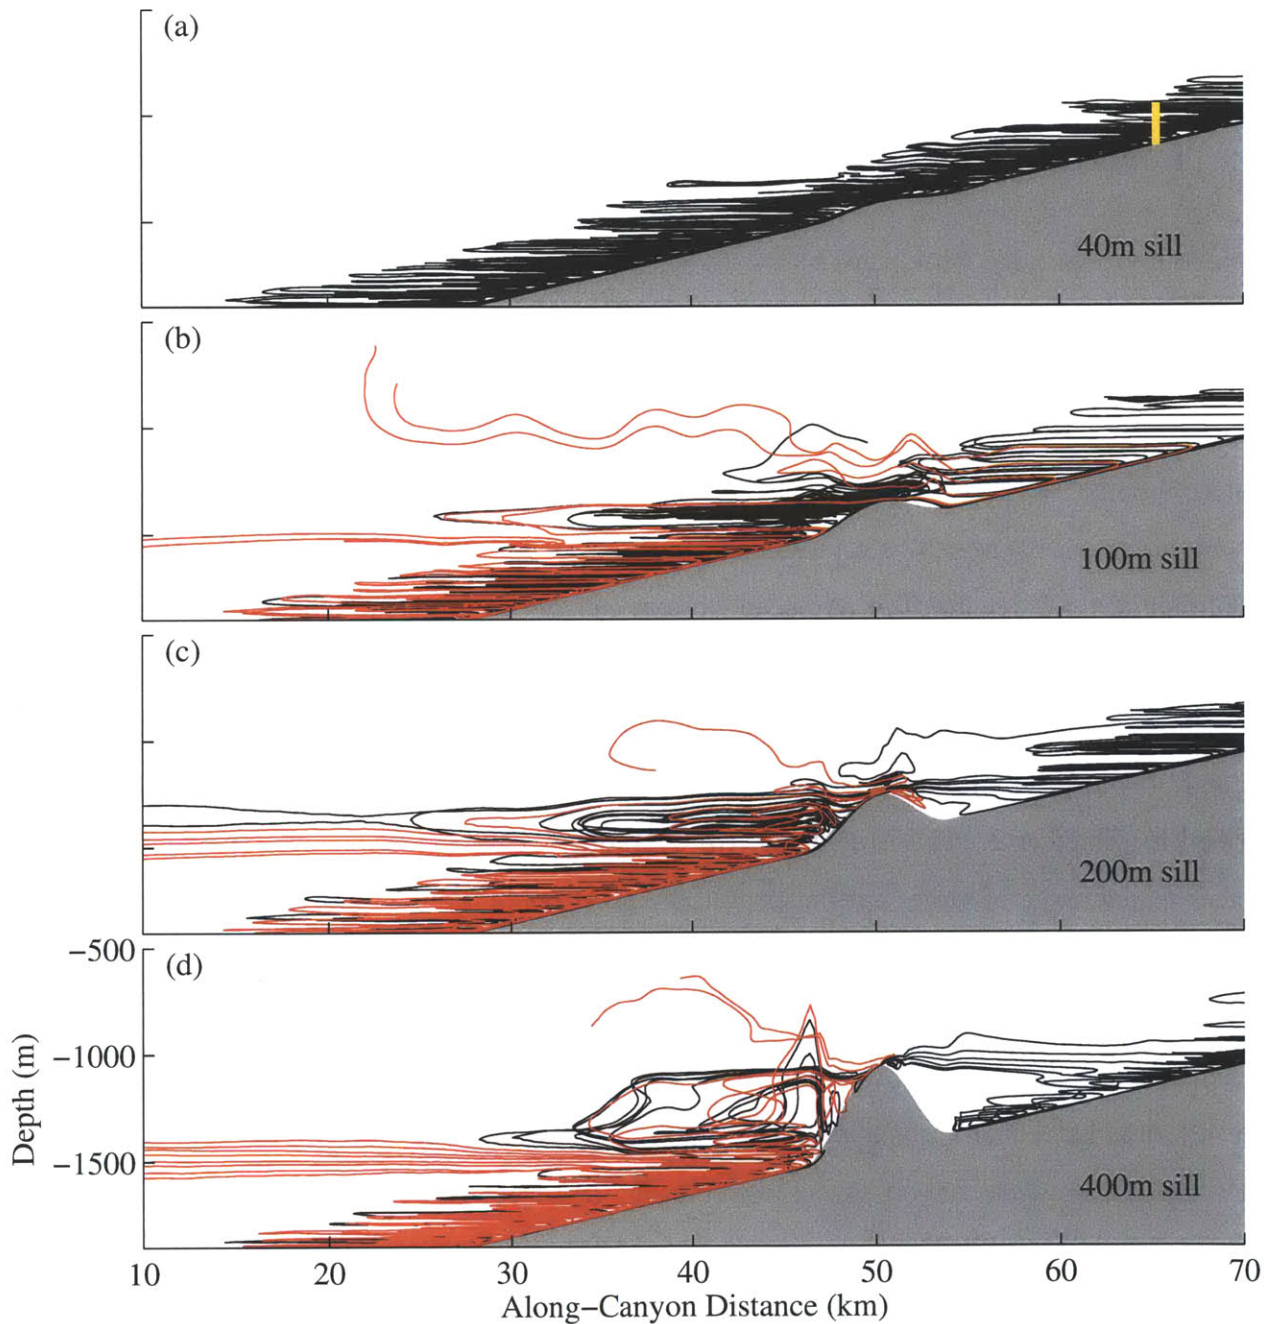 (a)
40m sill
(b)
100m sill
(c)
200m sill
(d)
−500
−1000
−1500
Depth (m)
400m sill
10 20 30 40 50 60 70
Along−Canyon Distance (km)